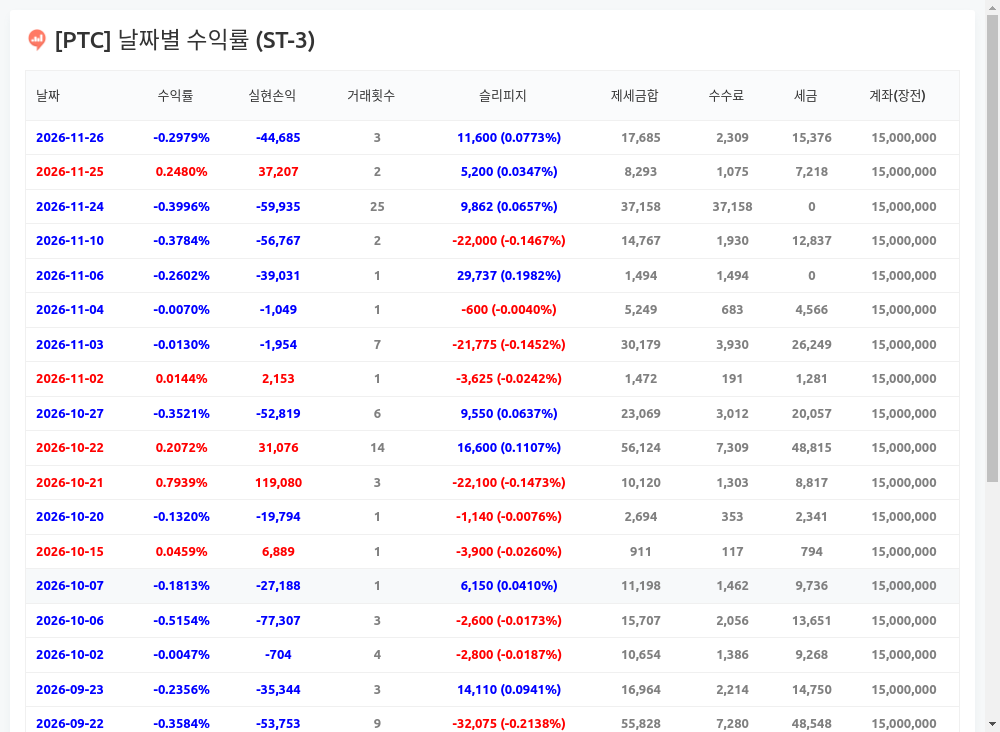 [PTC] 날짜별 수익률 (ST-3)
날짜 수익률 실현손익 거래횟수 슬리피지 제세금합 수수료 세금 계좌(장전)
2026-11-26 -0.2979% -44,685 3 11,600 (0.0773%) 17,685 2,309 15,376 15,000,000
2026-11-25 0.2480% 37,207 2 5,200 (0.0347%) 8,293 1,075 7,218 15,000,000
2026-11-24 -0.3996% -59,935 25 9,862 (0.0657%) 37,158 37,158 0 15,000,000
2026-11-10 -0.3784% -56,767 2 -22,000 (-0.1467%) 14,767 1,930 12,837 15,000,000
2026-11-06 -0.2602% -39,031 1 29,737 (0.1982%) 1,494 1,494 0 15,000,000
2026-11-04 -0.0070% -1,049 1 -600 (-0.0040%) 5,249 683 4,566 15,000,000
2026-11-03 -0.0130% -1,954 7 -21,775 (-0.1452%) 30,179 3,930 26,249 15,000,000
2026-11-02 0.0144% 2,153 1 -3,625 (-0.0242%) 1,472 191 1,281 15,000,000
2026-10-27 -0.3521% -52,819 6 9,550 (0.0637%) 23,069 3,012 20,057 15,000,000
2026-10-22 0.2072% 31,076 14 16,600 (0.1107%) 56,124 7,309 48,815 15,000,000
2026-10-21 0.7939% 119,080 3 -22,100 (-0.1473%) 10,120 1,303 8,817 15,000,000
2026-10-20 -0.1320% -19,794 1 -1,140 (-0.0076%) 2,694 353 2,341 15,000,000
2026-10-15 0.0459% 6,889 1 -3,900 (-0.0260%) 911 117 794 15,000,000
2026-10-07 -0.1813% -27,188 1 6,150 (0.0410%) 11,198 1,462 9,736 15,000,000
2026-10-06 -0.5154% -77,307 3 -2,600 (-0.0173%) 15,707 2,056 13,651 15,000,000
2026-10-02 -0.0047% -704 4 -2,800 (-0.0187%) 10,654 1,386 9,268 15,000,000
2026-09-23 -0.2356% -35,344 3 14,110 (0.0941%) 16,964 2,214 14,750 15,000,000
2026-09-22 -0.3584% -53,753 9 -32,075 (-0.2138%) 55,828 7,280 48,548 15,000,000